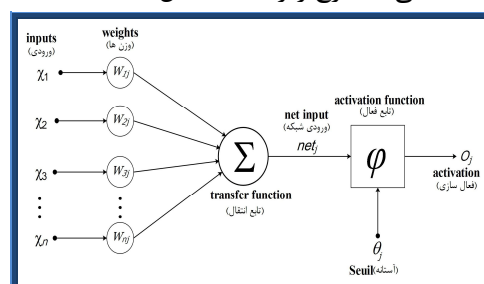 inputs
(ورودی)
weights
(وزن ها)
χ1
W1j
χ2
W2j
χ3
W3j
χn
Wnj
Σ
transfer function
(تابع انتقال)
net input
(ورودی شبکه)
netj
activation function
(تابع فعال)
φ
oj
activation
(فعال سازی)
θj
Seuil(آستانه)